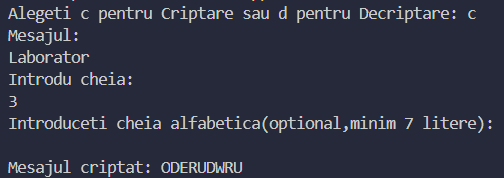 Alegeti c pentru Criptare sau d pentru Decriptare: c
Mesajul:
Laborator
Introdu cheia:
3
Introduceti cheia alfabetica(optional,minim 7 litere):
Mesajul criptat: ODERUDWRU